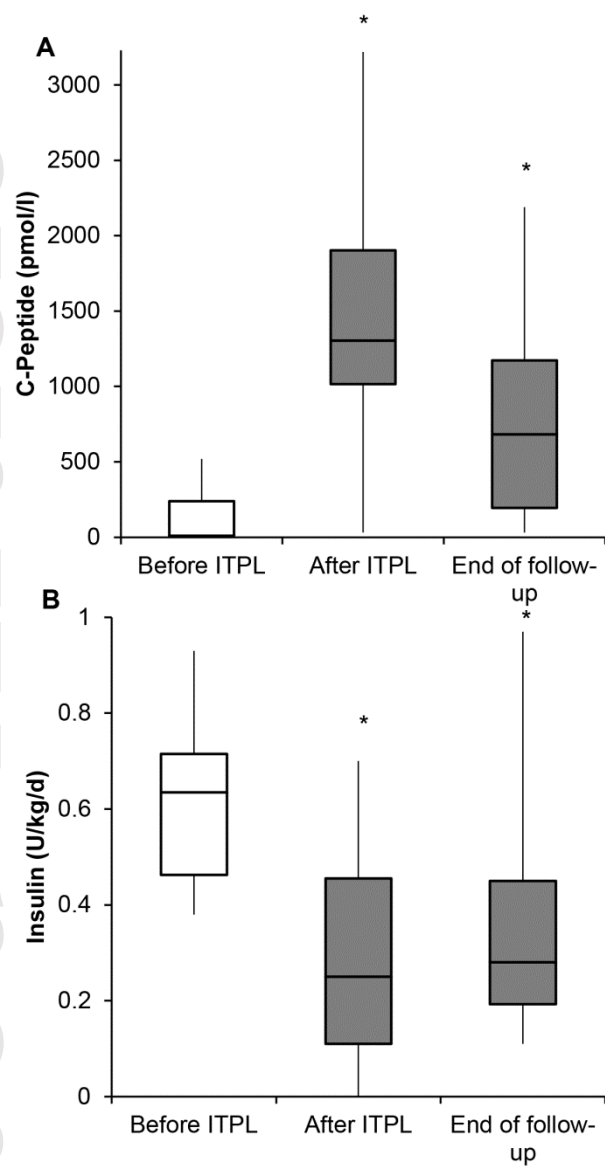 A
*
3000
*
2500
2000
C-Peptide (pmol/l)
1500
1000
500
0
Before ITPL After ITPL End of follow-
up
B
1
*
0.8
*
Insulin (U/kg/d)
0.6
0.4
0.2
0
Before ITPL After ITPL End of follow-
up